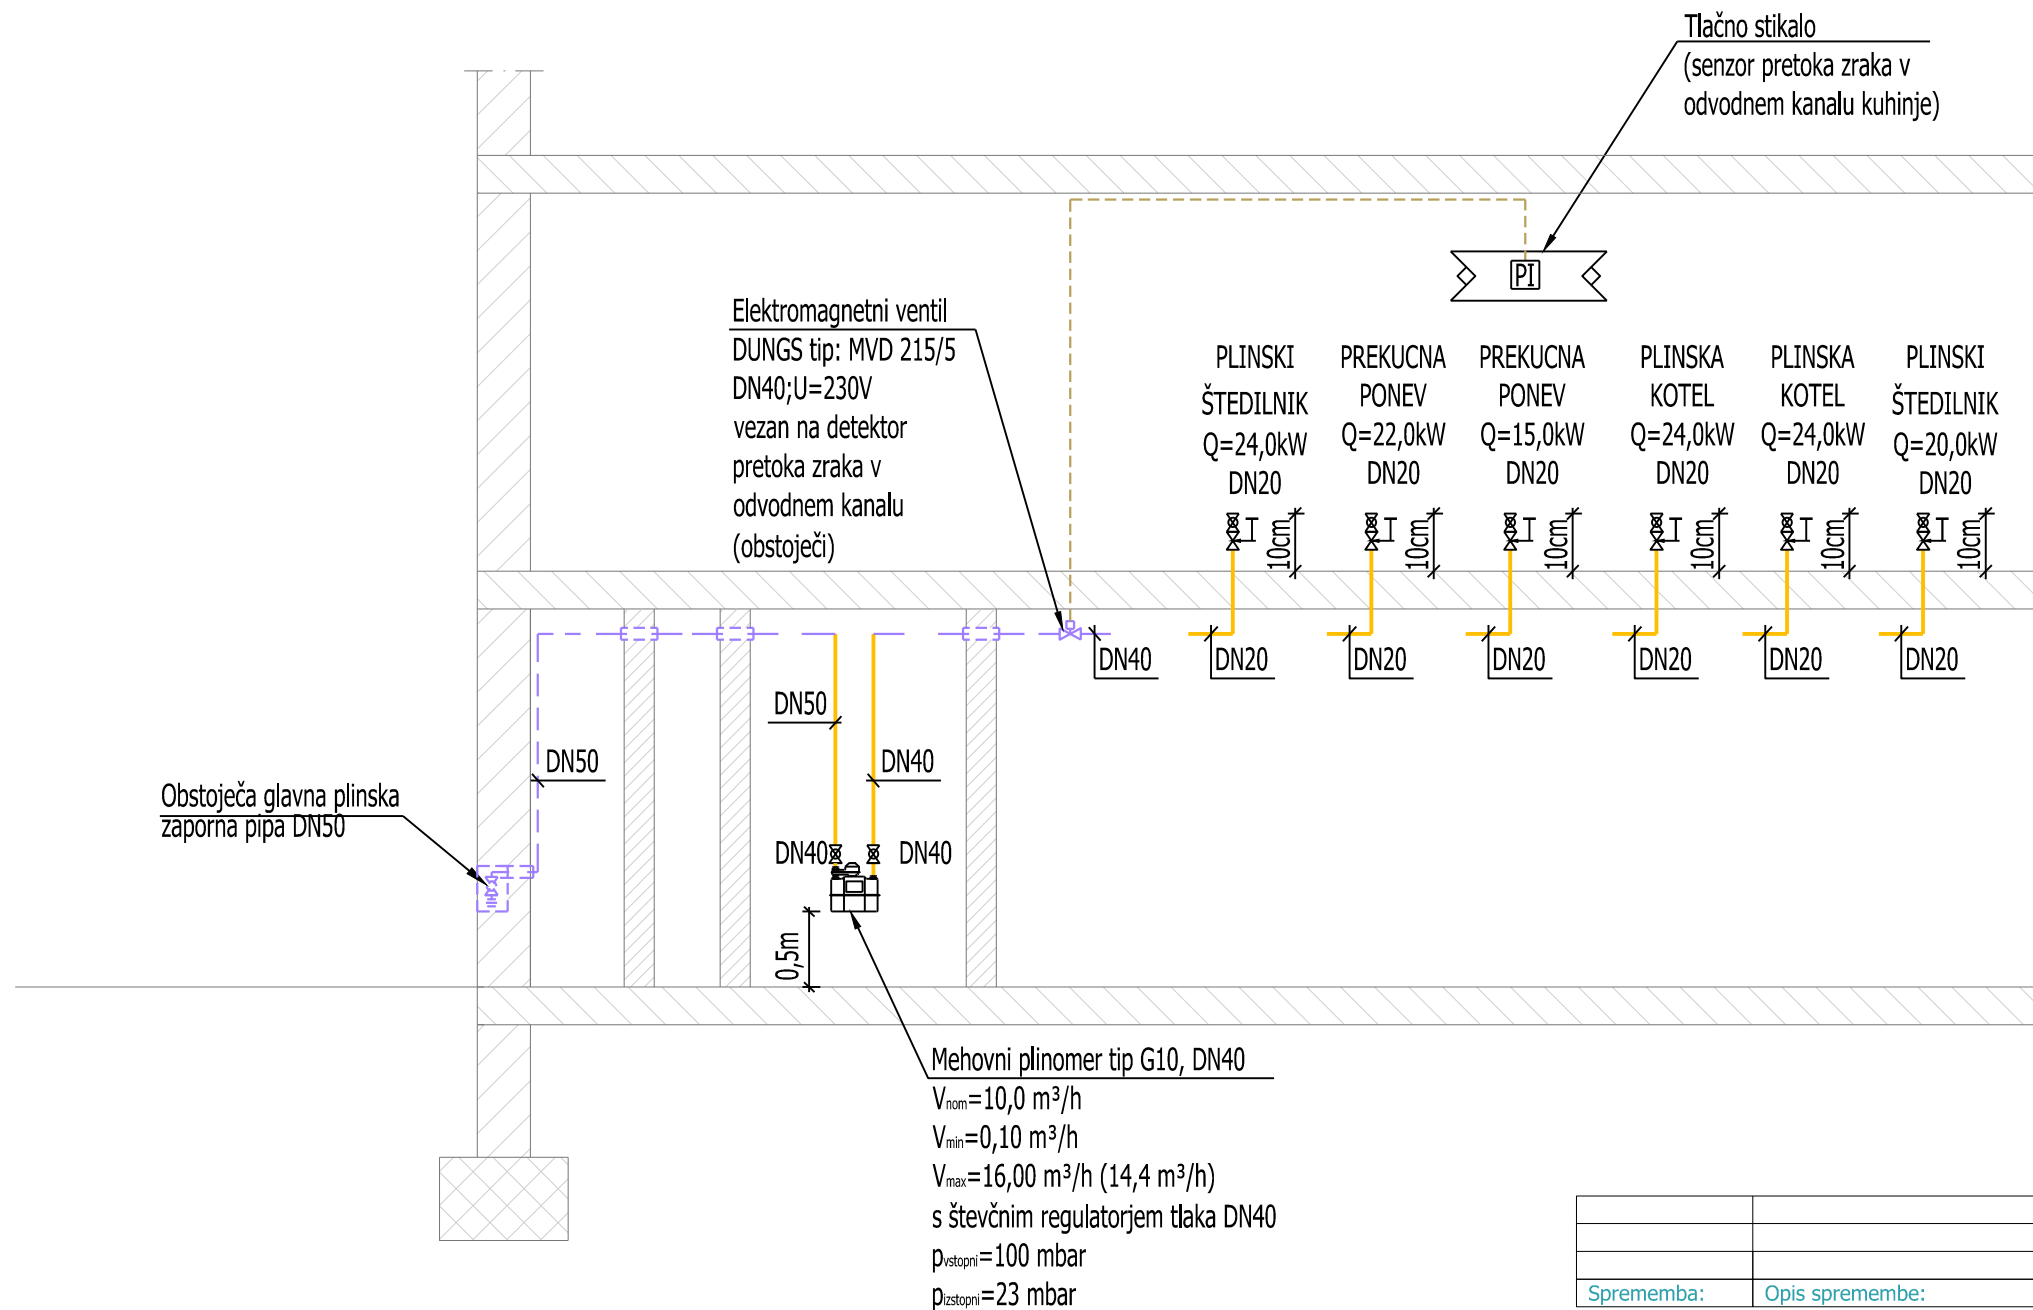 Tlačno stikalo
(senzor pretoka zraka v
odvodnem kanalu kuhinje)
PI
Elektromagnetni ventil
DUNGS tip: MVD 215/5
DN40;U=230V
vezan na detektor
pretoka zraka v
odvodnem kanalu
(obstoječi)
PLINSKI
ŠTEDILNIK
Q=24,0kW
DN20
PREKUCNA
PONEV
Q=22,0kW
DN20
PREKUCNA
PONEV
Q=15,0kW
DN20
PLINSKA
KOTEL
Q=24,0kW
DN20
PLINSKA
KOTEL
Q=24,0kW
DN20
PLINSKI
ŠTEDILNIK
Q=20,0kW
DN20
10cm
10cm
10cm
10cm
10cm
10cm
DN40
DN20
DN20
DN20
DN20
DN20
DN20
DN50
DN50
DN40
Obstoječa glavna plinska
zaporna pipa DN50
DN40
DN40
0,5m
Mehovni plinomer tip G10, DN40
Vnom=10,0 m³/h
Vmin=0,10 m³/h
Vmax=16,00 m³/h (14,4 m³/h)
s števčnim regulatorjem tlaka DN40
pvstopni=100 mbar
pizstopni=23 mbar
Sprememba:
Opis spremembe: